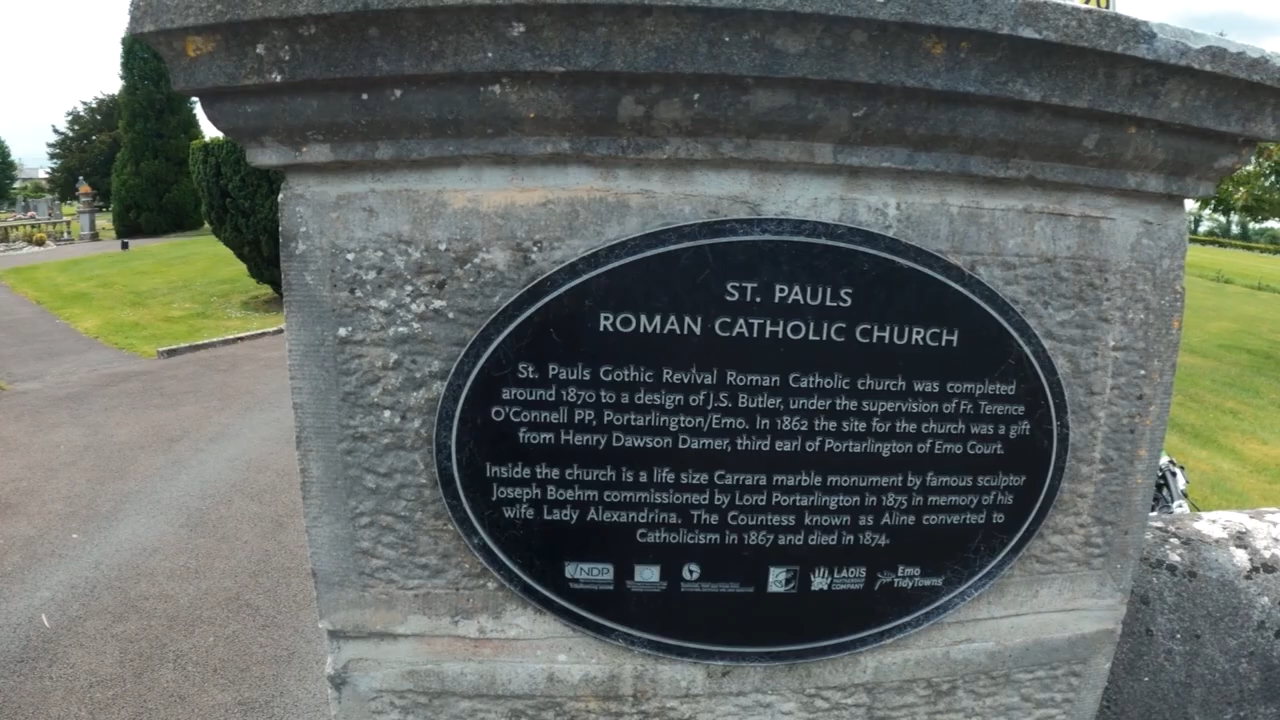 20
ST. PAULS
ROMAN CATHOLIC CHURCH
St. Pauls Gothic Revival Roman Catholic church was completed
around 1870 to a design of J.S. Butler, under the supervision of Fr. Terence
O'Connell PP, Portarlington/Emo. In 1862 the site for the church was a gift
from Henry Dawson Damer, third earl of Portarlington of Emo Court.
Inside the church is a life size Carrara marble monument by famous sculptor
Joseph Boehm commissioned by Lord Portarlington in 1875 in memory of his
wife Lady Alexandrina. The Countess known as Aline converted to
Catholicism in 1867 and died in 1874.
NDP
LAOIS
PARTNERSHIP
COMPANY
Emo
TidyTowns